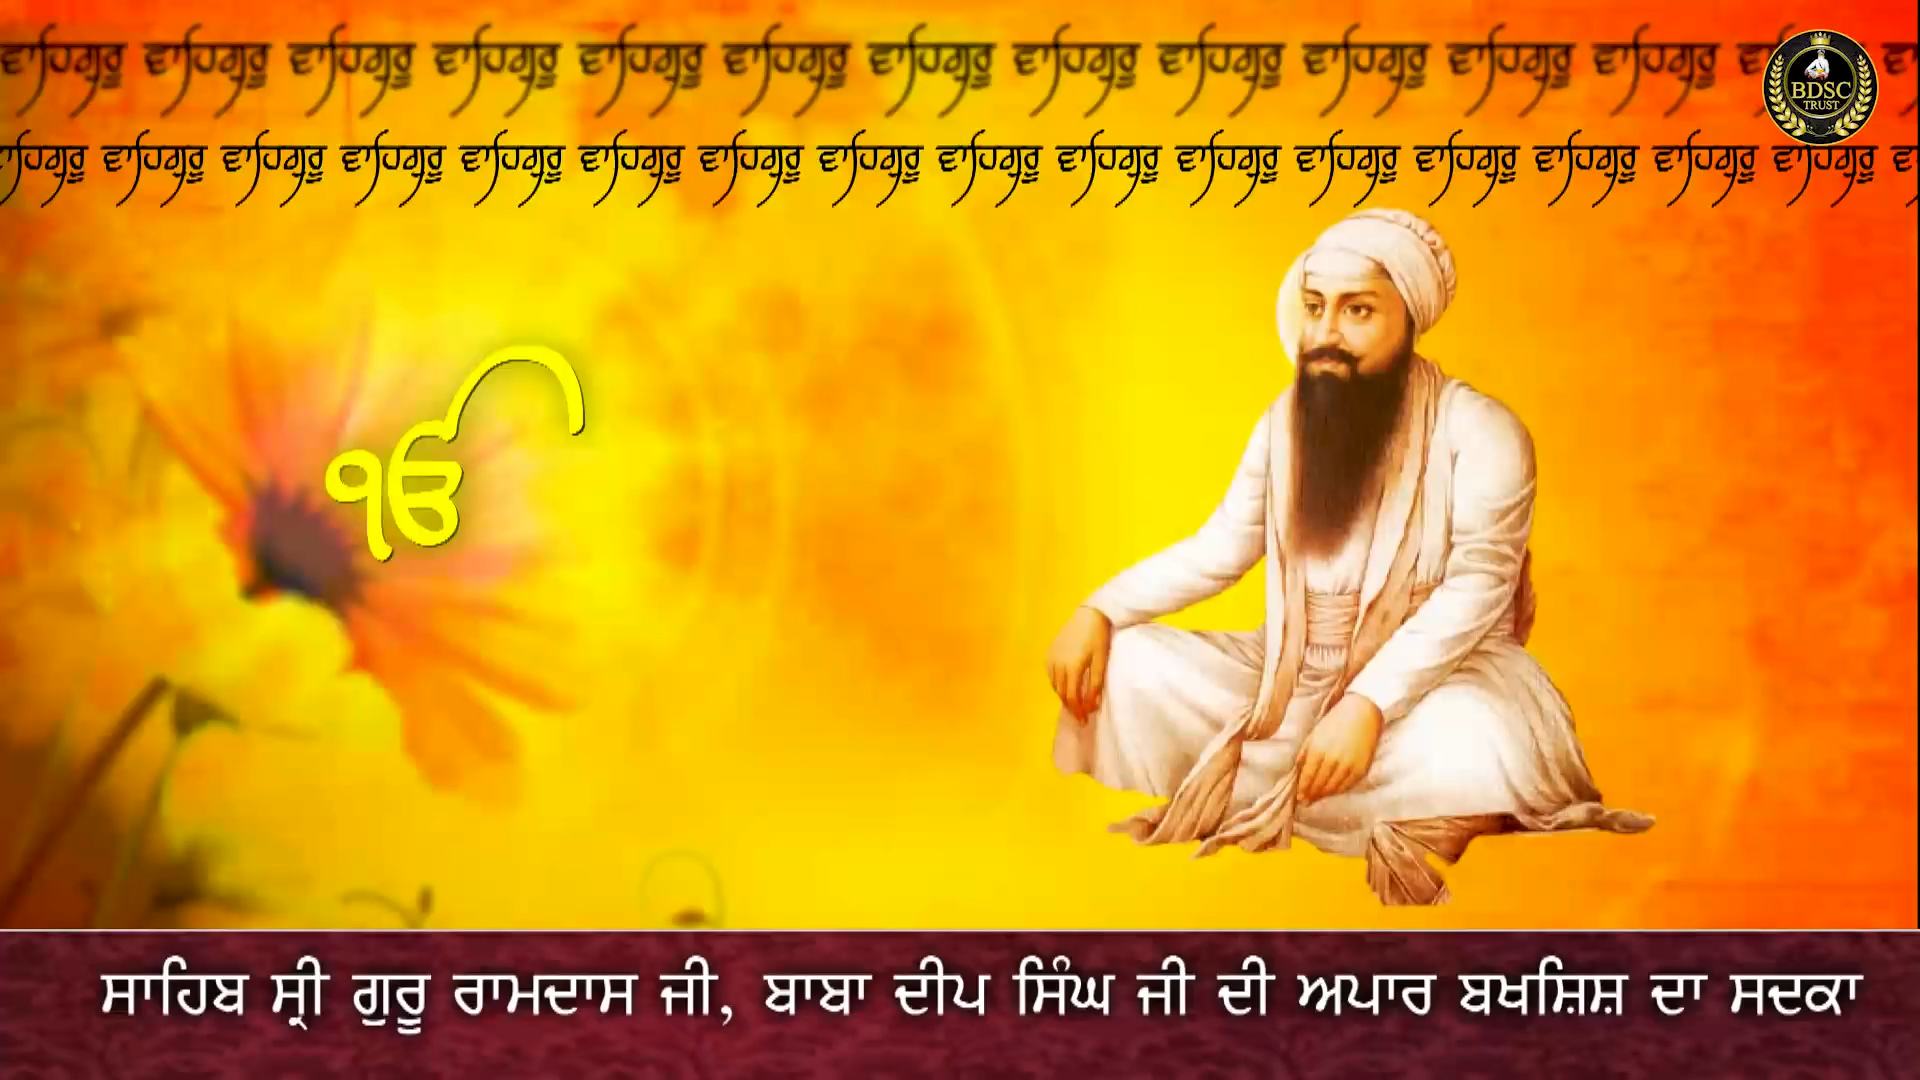 ਵਾਹਿਗੁਰੂ ਵਾਹਿਗੁਰੂ ਵਾਹਿਗੁਰੂ ਵਾਹਿਗੁਰੂ ਵਾਹਿਗੁਰੂ ਵਾਹਿਗੁਰੂ ਵਾਹਿਗੁਰੂ ਵਾਹਿਗੁਰੂ ਵਾਹਿਗੁਰੂ ਵਾਹਿਗੁਰੂ ਵਾਹਿਗੁਰੂ ਵਾਹਿਗੁਰੂ
BDSC
TRUST
ਵਾਹਿਗੁਰੂ ਵਾਹਿਗੁਰੂ ਵਾਹਿਗੁਰੂ ਵਾਹਿਗੁਰੂ ਵਾਹਿਗੁਰੂ ਵਾਹਿਗੁਰੂ ਵਾਹਿਗੁਰੂ ਵਾਹਿਗੁਰੂ ਵਾਹਿਗੁਰੂ ਵਾਹਿਗੁਰੂ ਵਾਹਿਗੁਰੂ ਵਾਹਿਗੁਰੂ ਵਾਹਿਗੁਰੂ ਵਾਹਿਗੁਰੂ ਵਾਹਿਗੁਰੂ
ੴ
ਸਾਹਿਬ ਸ੍ਰੀ ਗੁਰੂ ਰਾਮਦਾਸ ਜੀ, ਬਾਬਾ ਦੀਪ ਸਿੰਘ ਜੀ ਦੀ ਅਪਾਰ ਬਖਸ਼ਿਸ਼ ਦਾ ਸਦਕਾ